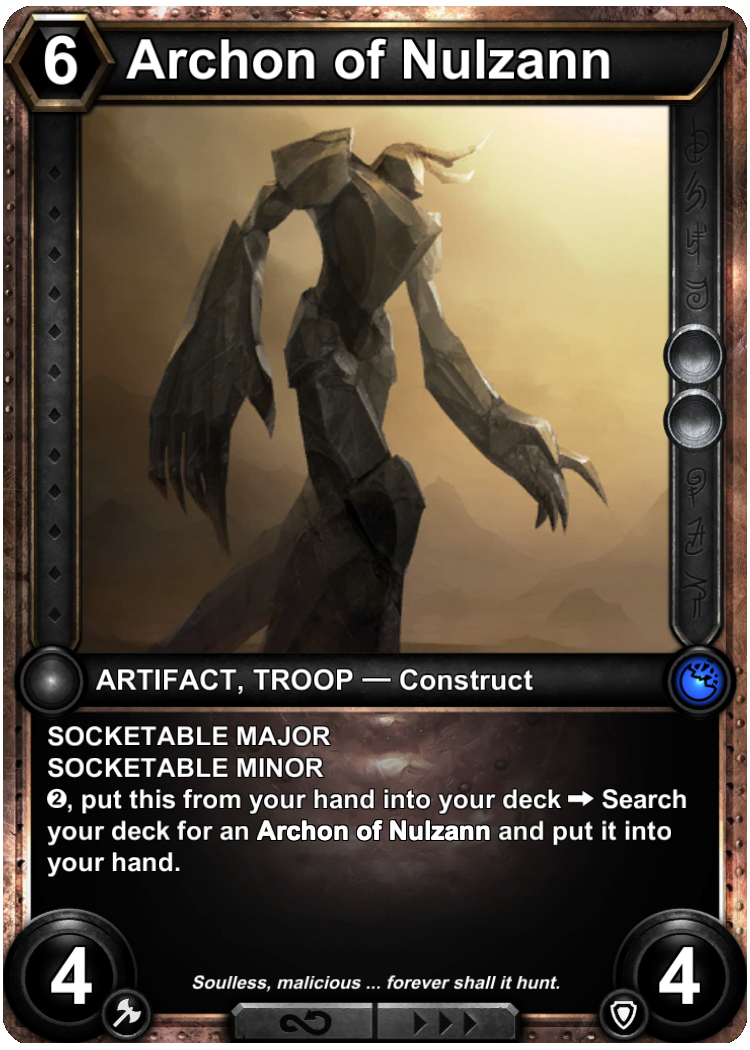 6 Archon of Nulzann
ARTIFACT, TROOP — Construct
SOCKETABLE MAJOR
SOCKETABLE MINOR
❷, put this from your hand into your deck ➞ Search
your deck for an Archon of Nulzann and put it into
your hand.
Soulless, malicious ... forever shall it hunt.
4
4